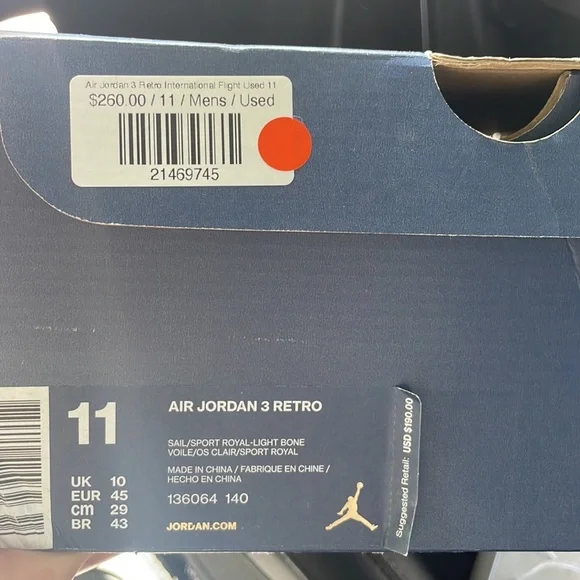 Air Jordan 3 Retro International Flight Used 11
$260.00 / 11 / Mens / Used
21469745
11
AIR JORDAN 3 RETRO
SAIL/SPORT ROYAL-LIGHT BONE
VOILE/OS CLAIR/SPORT ROYAL
MADE IN CHINA / FABRIQUE EN CHINE /
HECHO EN CHINA
136064 140
JORDAN.COM
UK 10
EUR 45
cm 29
BR 43
Suggested Retail: USD $190.00